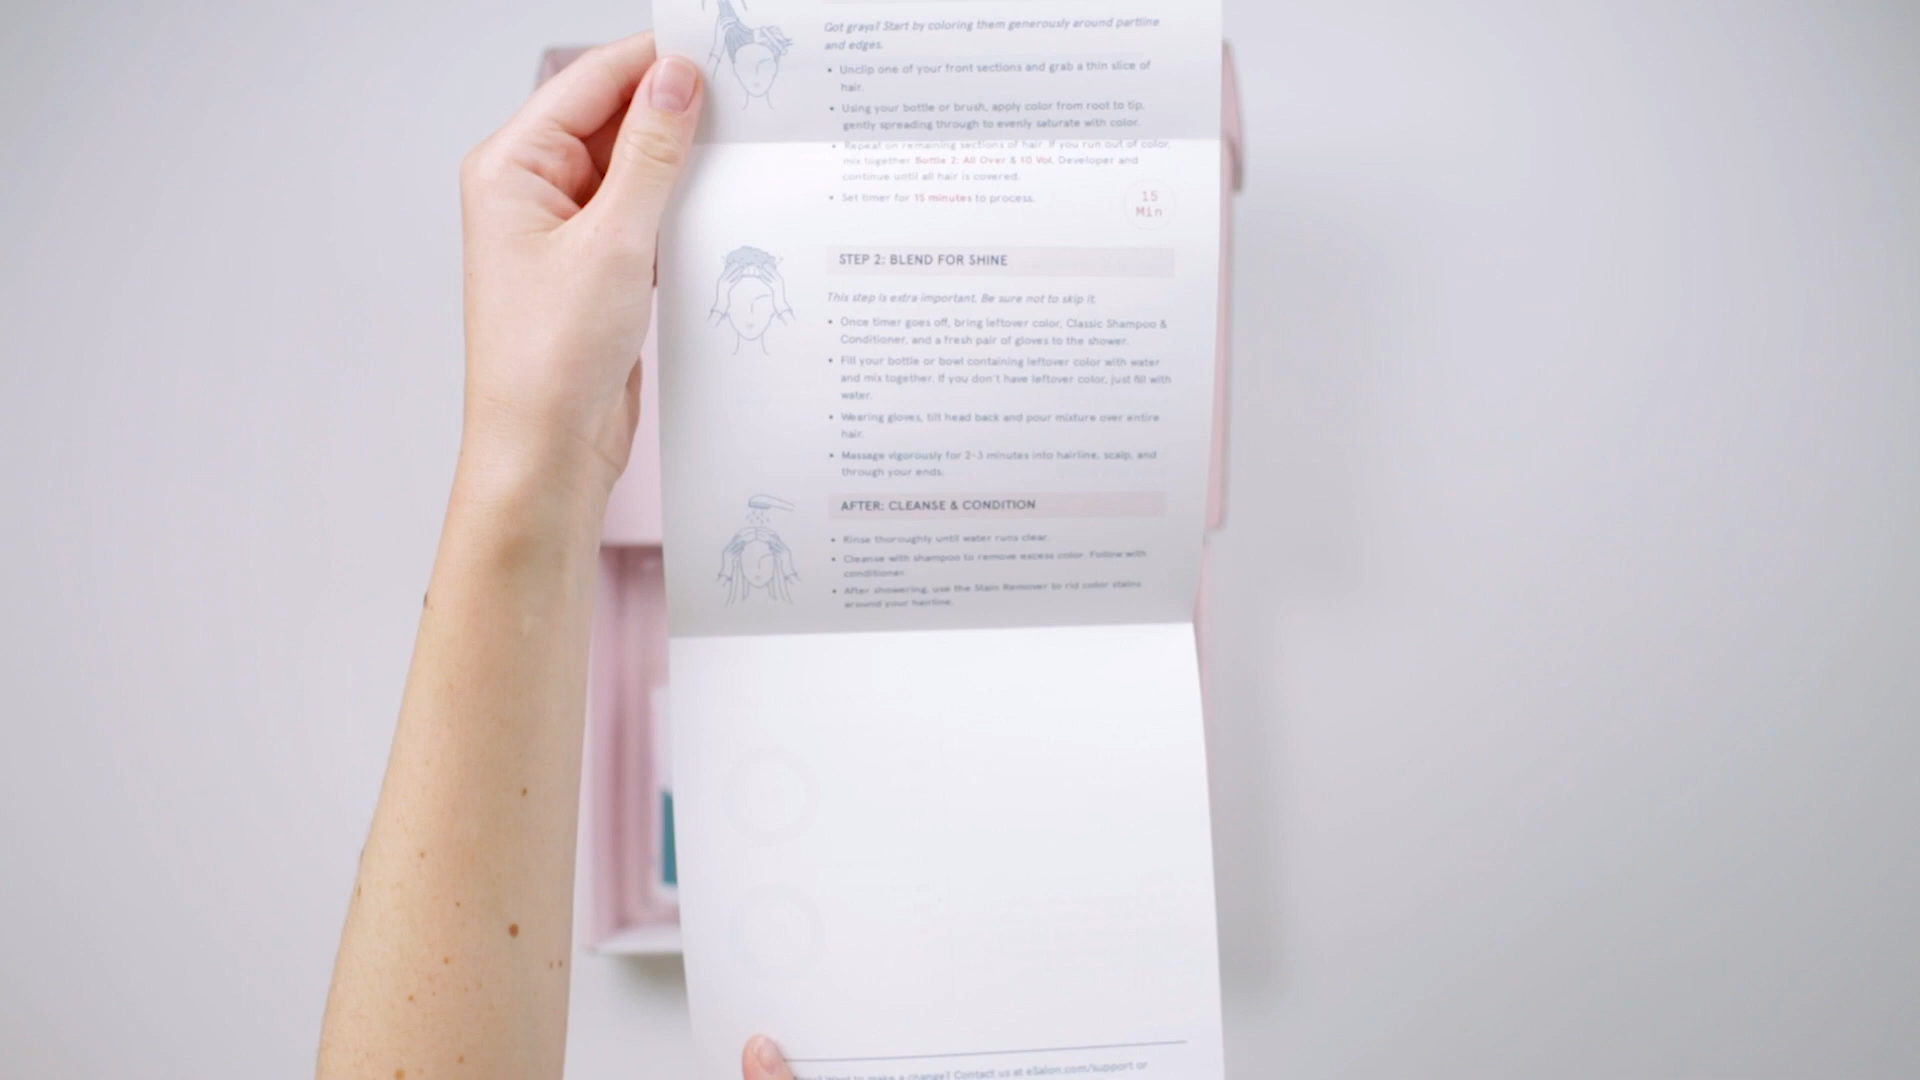 Got grays? Start by coloring them generously around partline
and edges.
• Unclip one of your front sections and grab a thin slice of
hair.
• Using your bottle or brush, apply color from root to tip,
gently spreading through to evenly saturate with color.
• Repeat on remaining sections of hair. If you run out of color,
mix together Bottle 2: All Over & 10 Vol. Developer and
continue until all hair is covered.
• Set timer for 15 minutes to process.
15
Min
STEP 2: BLEND FOR SHINE
This step is extra important. Be sure not to skip it.
• Once timer goes off, bring leftover color, Classic Shampoo &
Conditioner, and a fresh pair of gloves to the shower.
• Fill your bottle or bowl containing leftover color with water
and mix together. If you don't have leftover color, just fill with
water.
• Wearing gloves, tilt head back and pour mixture over entire
hair.
• Massage vigorously for 2-3 minutes into hairline, scalp, and
through your ends.
AFTER: CLEANSE & CONDITION
• Rinse thoroughly until water runs clear.
• Cleanse with shampoo to remove excess color. Follow with
conditioner.
• After showering, use the Stain Remover to rid color stains
around your hairline.
Want to make a change? Contact us at eSalon.com/support or